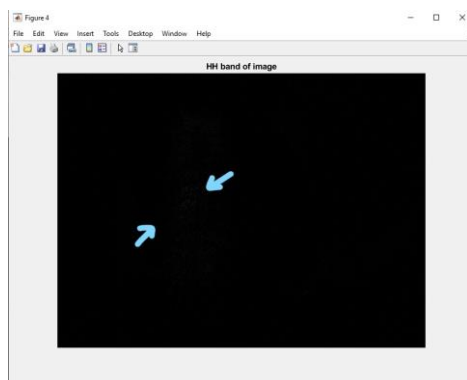 Figure 4
File Edit View Insert Tools Desktop Window Help
HH band of image